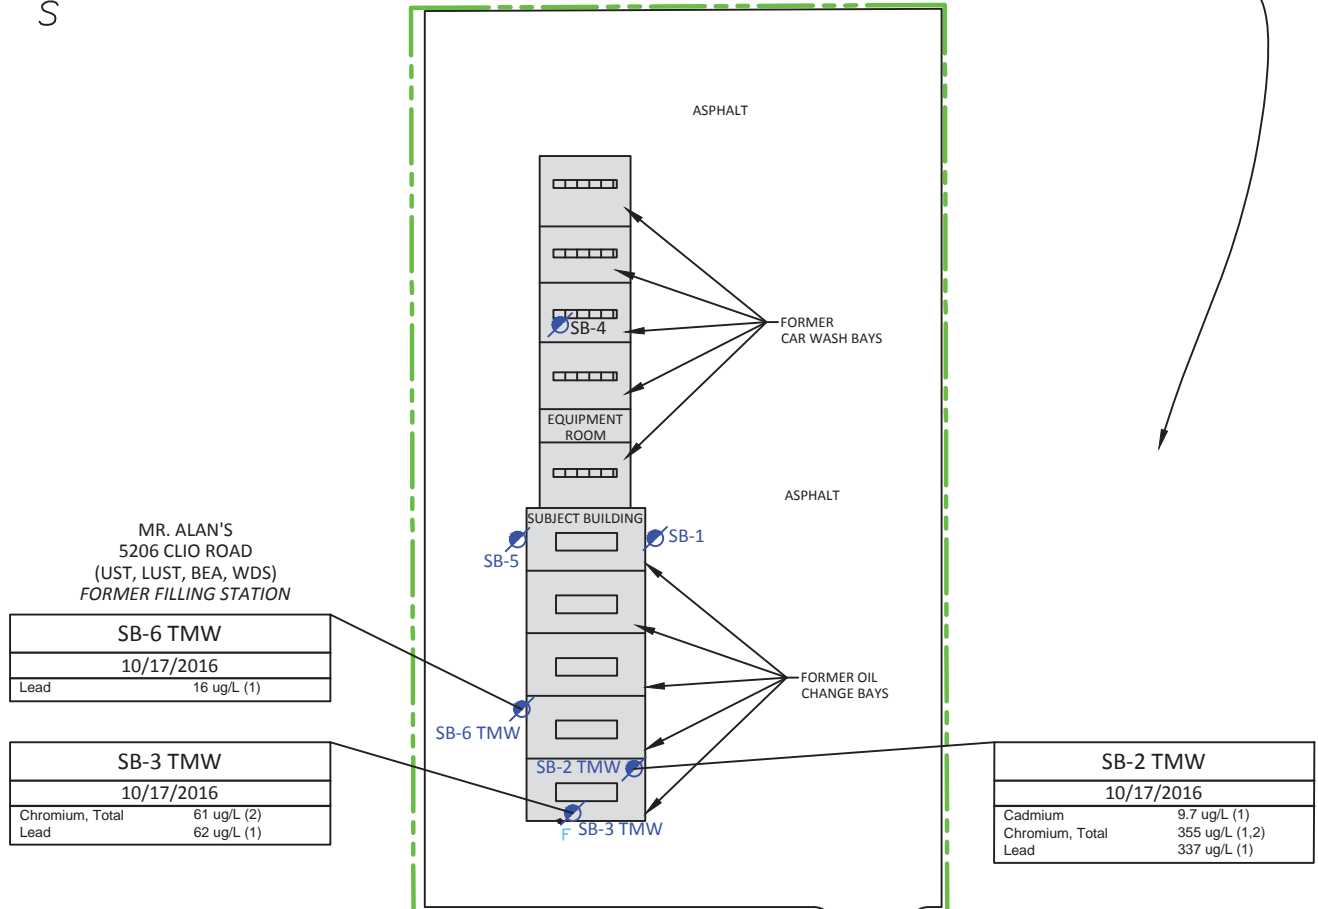 S
ASPHALT
SB-4
FORMER
CAR WASH BAYS
EQUIPMENT
ROOM
ASPHALT
SUBJECT BUILDING
SB-5
SB-1
MR. ALAN'S
5206 CLIO ROAD
(UST, LUST, BEA, WDS)
FORMER FILLING STATION
SB-6 TMW
10/17/2016
Lead 16 ug/L (1)
FORMER OIL
CHANGE BAYS
SB-6 TMW
SB-3 TMW
10/17/2016
Chromium, Total 61 ug/L (2)
Lead 62 ug/L (1)
SB-2 TMW
SB-3 TMW
F
SB-2 TMW
10/17/2016
Cadmium 9.7 ug/L (1)
Chromium, Total 355 ug/L (1,2)
Lead 337 ug/L (1)